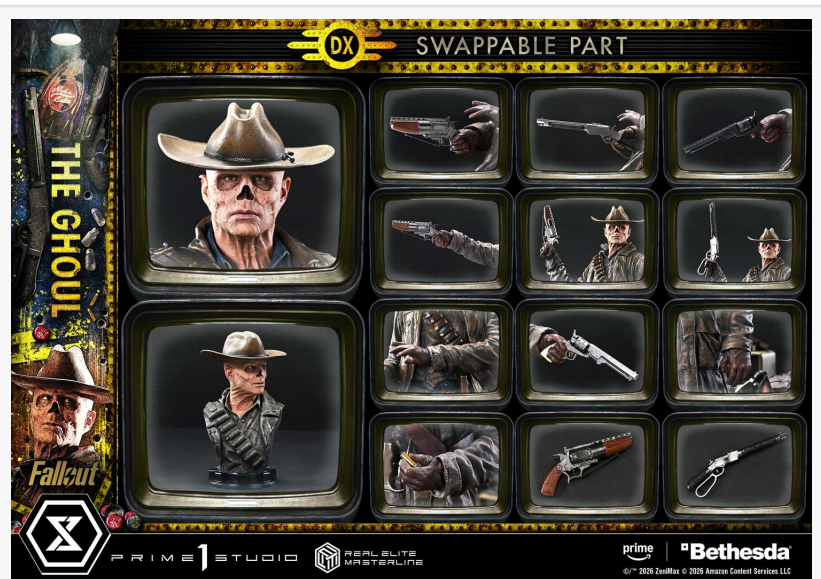 DX
SWAPPABLE PART
THE GHOUL
Fallout
PRIME 1 STUDIO
REAL ELITE
MASTERLINE
prime
Bethesda
©/™ 2026 ZeniMax © 2026 Amazon Content Services LLC